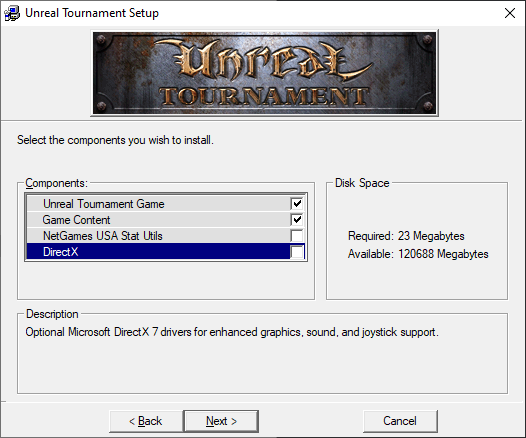 Unreal Tournament Setup
Unreal
TOURNAMENT
Select the components you wish to install.
Components:
Unreal Tournament Game
Game Content
NetGames USA Stat Utils
DirectX
Disk Space
Required: 23 Megabytes
Available: 120688 Megabytes
Description
Optional Microsoft DirectX 7 drivers for enhanced graphics, sound, and joystick support.
< Back
Next >
Cancel